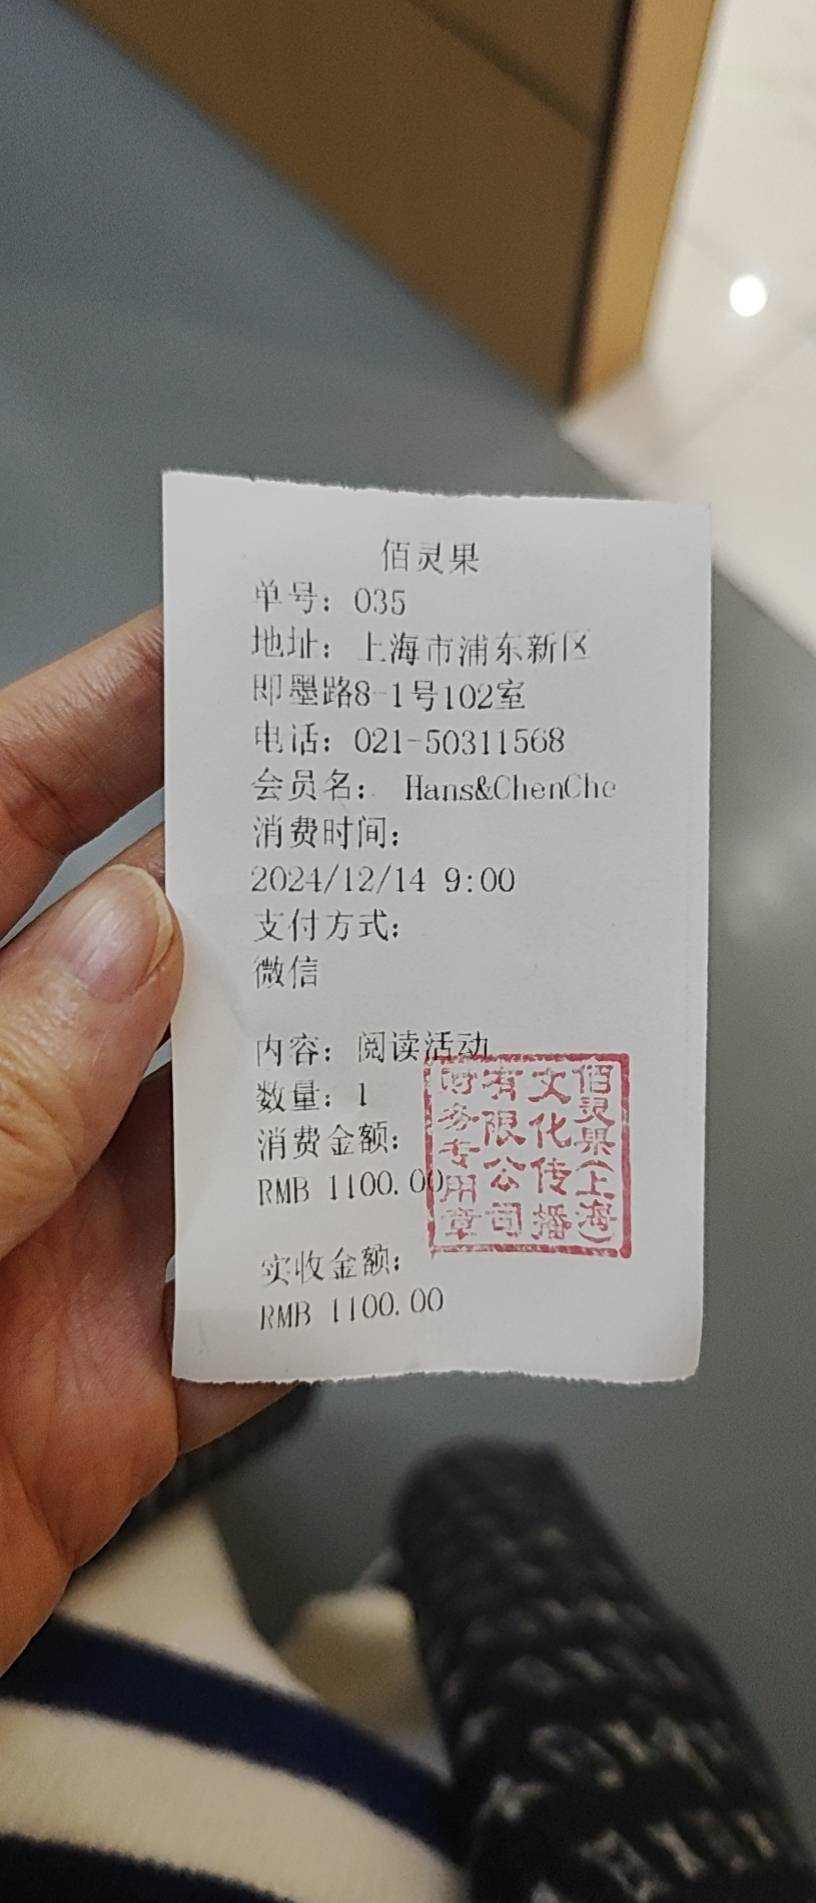 佰灵果
单号：035
地址：上海市浦东新区
即墨路8-1号102室
电话：021-50311568
会员名： Hans&ChenChe
消费时间：
2024/12/14 9:00
支付方式：
微信
内容：阅读活动
数量：1
消费金额：
RMB 1100.00
实收金额：
RMB 1100.00
佰灵果(上海)
文化传播
有限公司
财务专用章